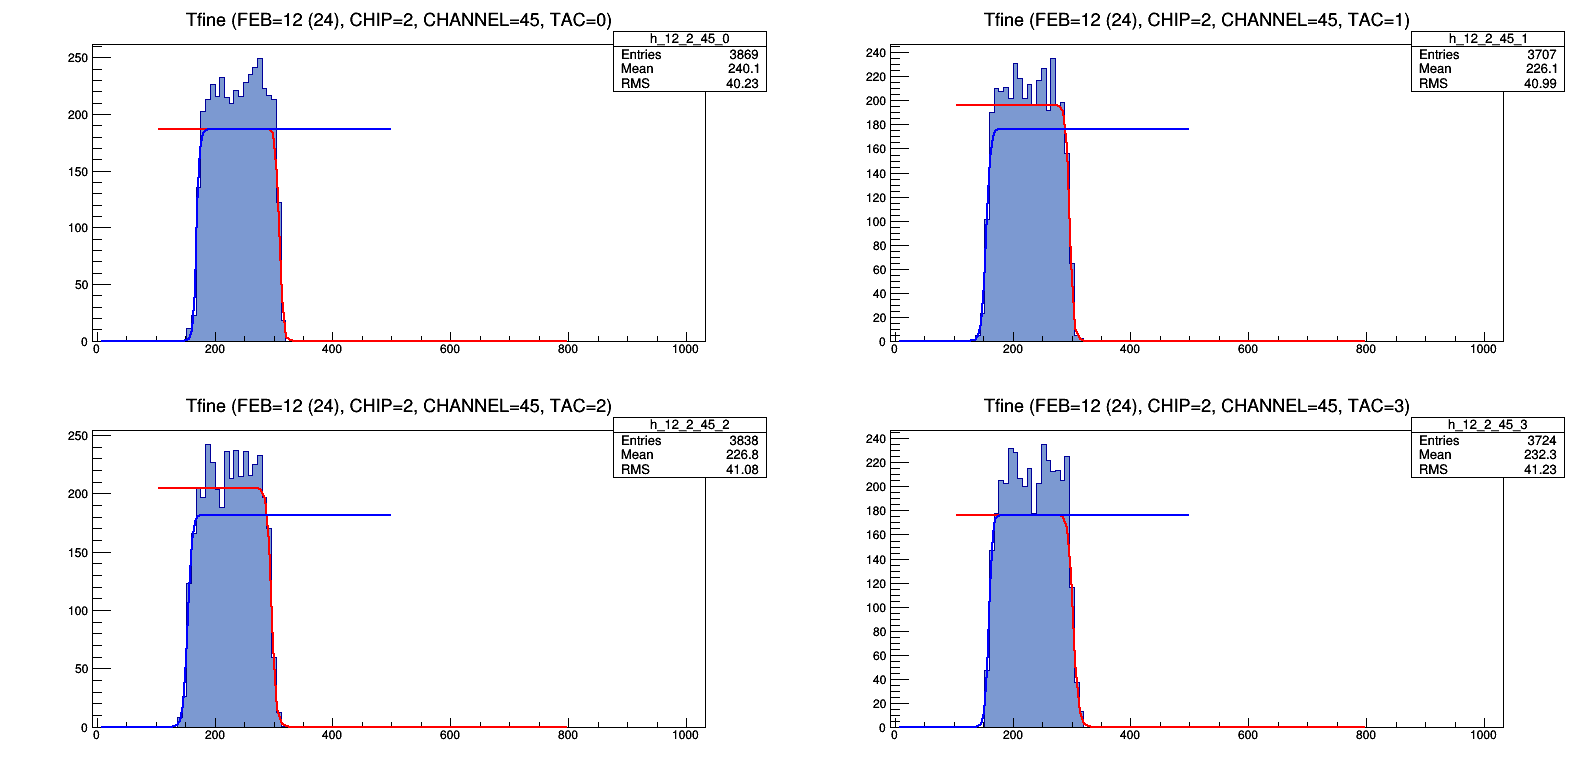 Tfine (FEB=12 (24), CHIP=2, CHANNEL=45, TAC=0)
h_12_2_45_0
Entries 3869
Mean 240.1
RMS 40.23
250
200
150
100
50
0
0 200 400 600 800 1000
Tfine (FEB=12 (24), CHIP=2, CHANNEL=45, TAC=1)
h_12_2_45_1
Entries 3707
Mean 226.1
RMS 40.99
240
220
200
180
160
140
120
100
80
60
40
20
0
0 200 400 600 800 1000
Tfine (FEB=12 (24), CHIP=2, CHANNEL=45, TAC=2)
h_12_2_45_2
Entries 3838
Mean 226.8
RMS 41.08
250
200
150
100
50
0
0 200 400 600 800 1000
Tfine (FEB=12 (24), CHIP=2, CHANNEL=45, TAC=3)
h_12_2_45_3
Entries 3724
Mean 232.3
RMS 41.23
240
220
200
180
160
140
120
100
80
60
40
20
0
0 200 400 600 800 1000